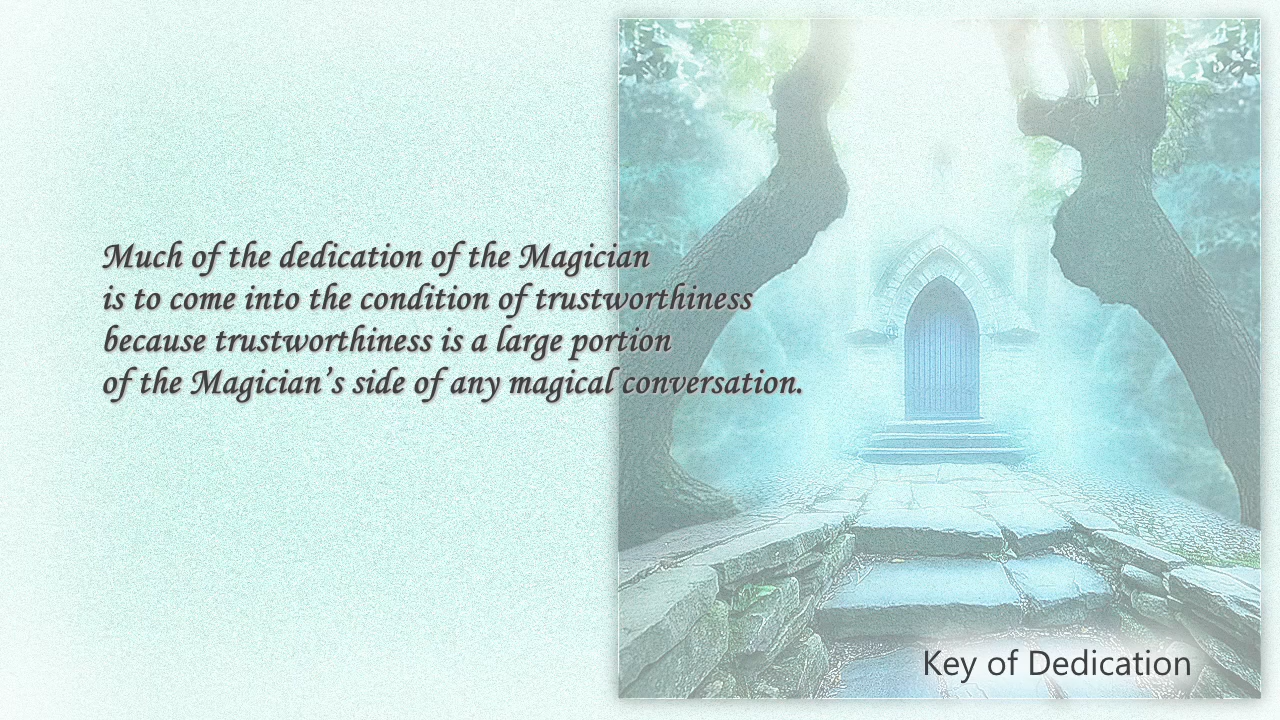 Much of the dedication of the Magician
is to come into the condition of trustworthiness
because trustworthiness is a large portion
of the Magician’s side of any magical conversation.
Key of Dedication